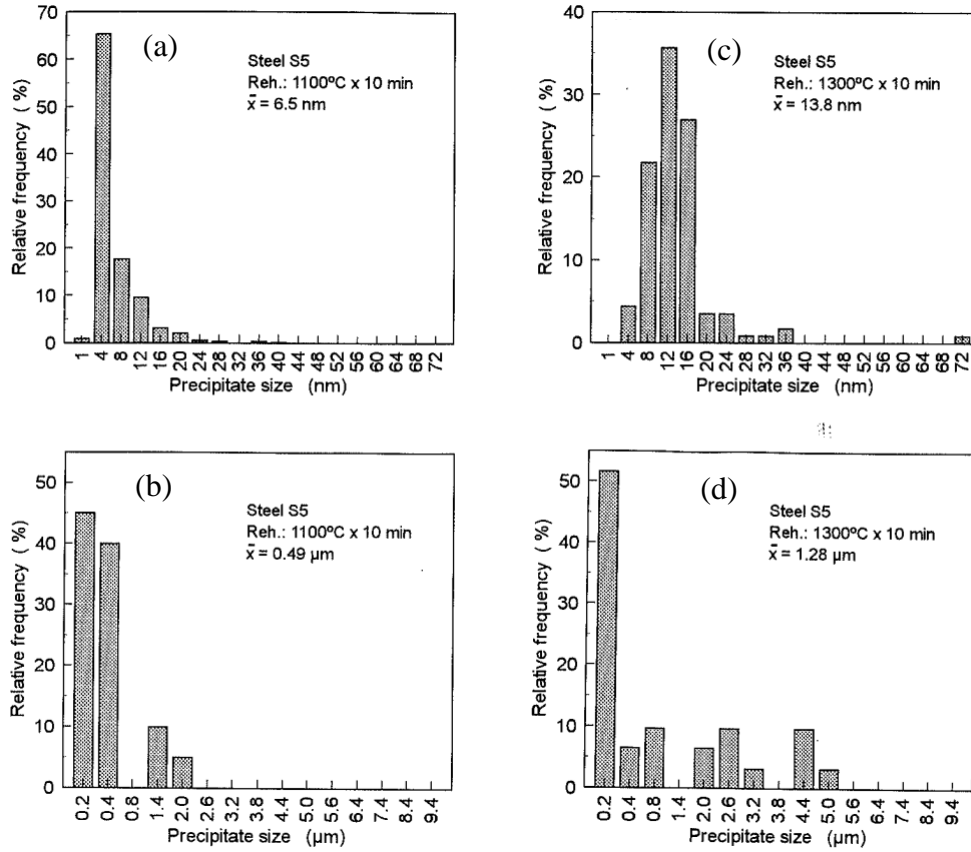 70
60
50
40
30
20
10
0
Relative frequency ( %)
(a)
Steel S5
Reh.: 1100ºC x 10 min
x̄ = 6.5 nm
1 4 8 12 16 20 24 28 36 40 44 48 52 56 60 64 68 72
Precipitate size (nm)
40
30
20
10
0
Relative frequency ( %)
(c)
Steel S5
Reh.: 1300ºC x 10 min
x̄ = 13.8 nm
1 4 8 12 16 20 24 28 32 36 40 44 48 52 56 60 64 68 72
Precipitate size (nm)
50
40
30
20
10
0
Relative frequency ( %)
(b)
Steel S5
Reh.: 1100ºC x 10 min
x̄ = 0.49 µm
0.2 0.4 0.8 1.4 2.0 2.6 3.2 3.8 4.4 5.0 5.6 6.4 7.4 8.4 9.4
Precipitate size (µm)
50
40
30
20
10
0
Relative frequency ( %)
(d)
Steel S5
Reh.: 1300ºC x 10 min
x̄ = 1.28 µm
0.2 0.4 0.8 1.4 2.0 2.6 3.2 3.8 4.4 5.0 5.6 6.4 7.4 8.4 9.4
Precipitate size (µm)